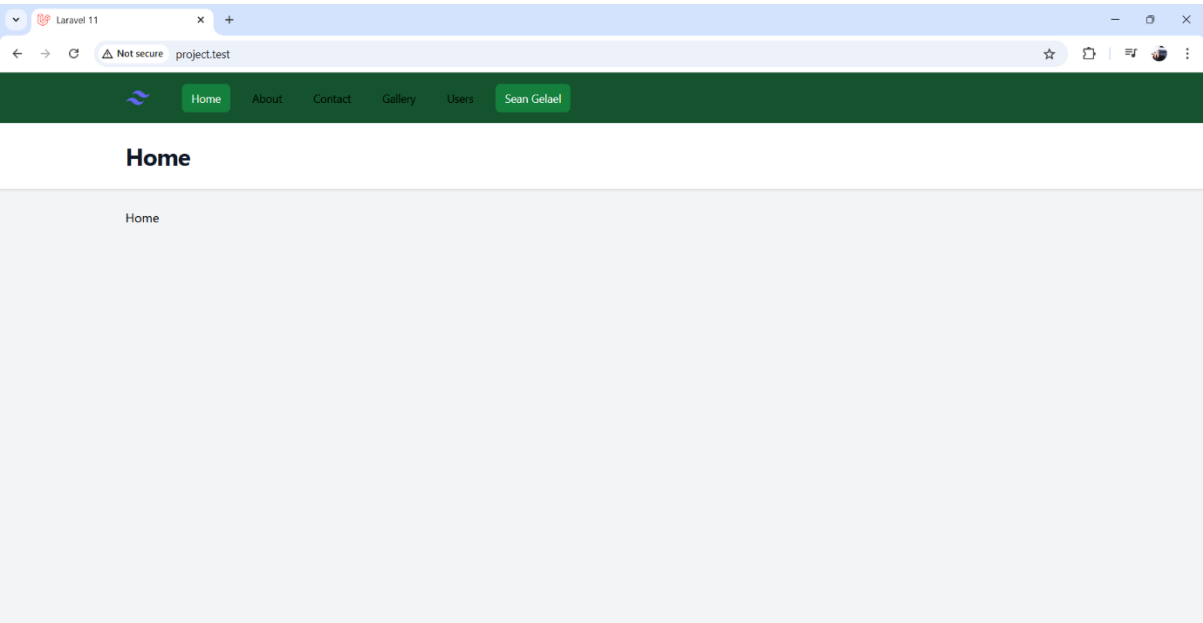 Laravel 11
Not secure project.test
Home About Contact Gallery Users Sean Gelael
Home
Home